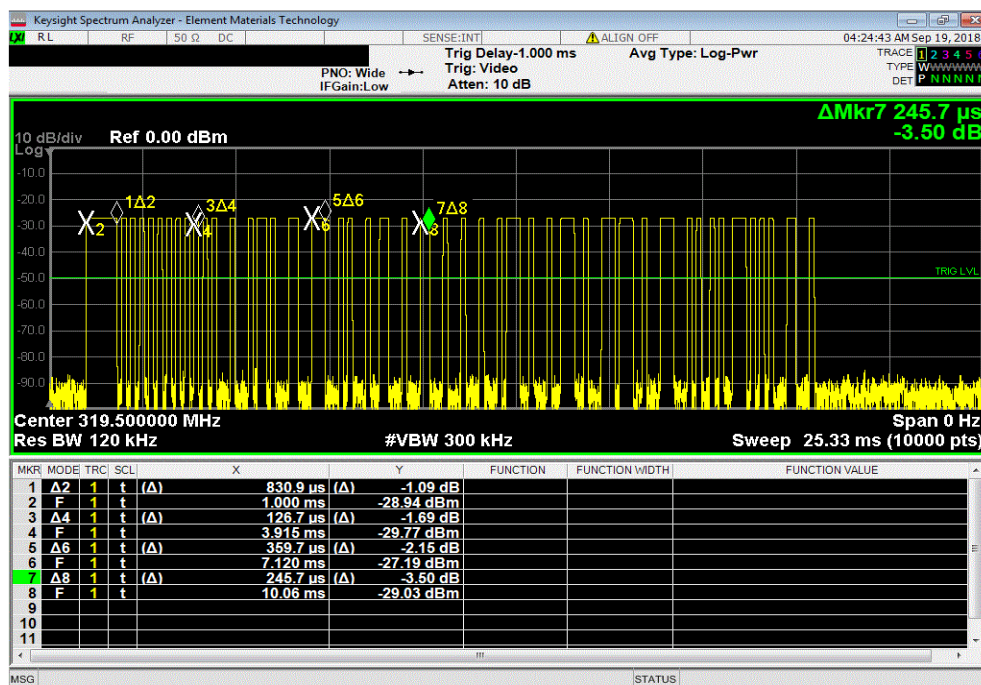 Keysight Spectrum Analyzer - Element Materials Technology
LXI RL RF 50 Ω DC SENSE:INT ALIGN OFF 04:24:43 AM Sep 19, 2018
Trig Delay-1.000 ms Avg Type: Log-Pwr TRACE 1 2 3 4 5
PNO: Wide Trig: Video TYPE WWWWWW
IFGain:Low Atten: 10 dB DET P N N N N N
ΔMkr7 245.7 µs
-3.50 dB
10 dB/div Ref 0.00 dBm
Log
-10.0
-20.0
-30.0
-40.0
-50.0
-60.0
-70.0
-80.0
-90.0
2 1Δ2 3Δ4 4 5Δ6 6 7Δ8 8
TRIG LVL
Center 319.500000 MHz Span 0 Hz
Res BW 120 kHz #VBW 300 kHz Sweep 25.33 ms (10000 pts)
MKR MODE TRC SCL X Y FUNCTION FUNCTION WIDTH FUNCTION VALUE
1 Δ2 1 t (Δ) 830.9 µs (Δ) -1.09 dB
2 F 1 t 1.000 ms -28.94 dBm
3 Δ4 1 t (Δ) 126.7 µs (Δ) -1.69 dB
4 F 1 t 3.915 ms -29.77 dBm
5 Δ6 1 t (Δ) 359.7 µs (Δ) -2.15 dB
6 F 1 t 7.120 ms -27.19 dBm
7 Δ8 1 t (Δ) 245.7 µs (Δ) -3.50 dB
8 F 1 t 10.06 ms -29.03 dBm
9
10
11
MSG STATUS